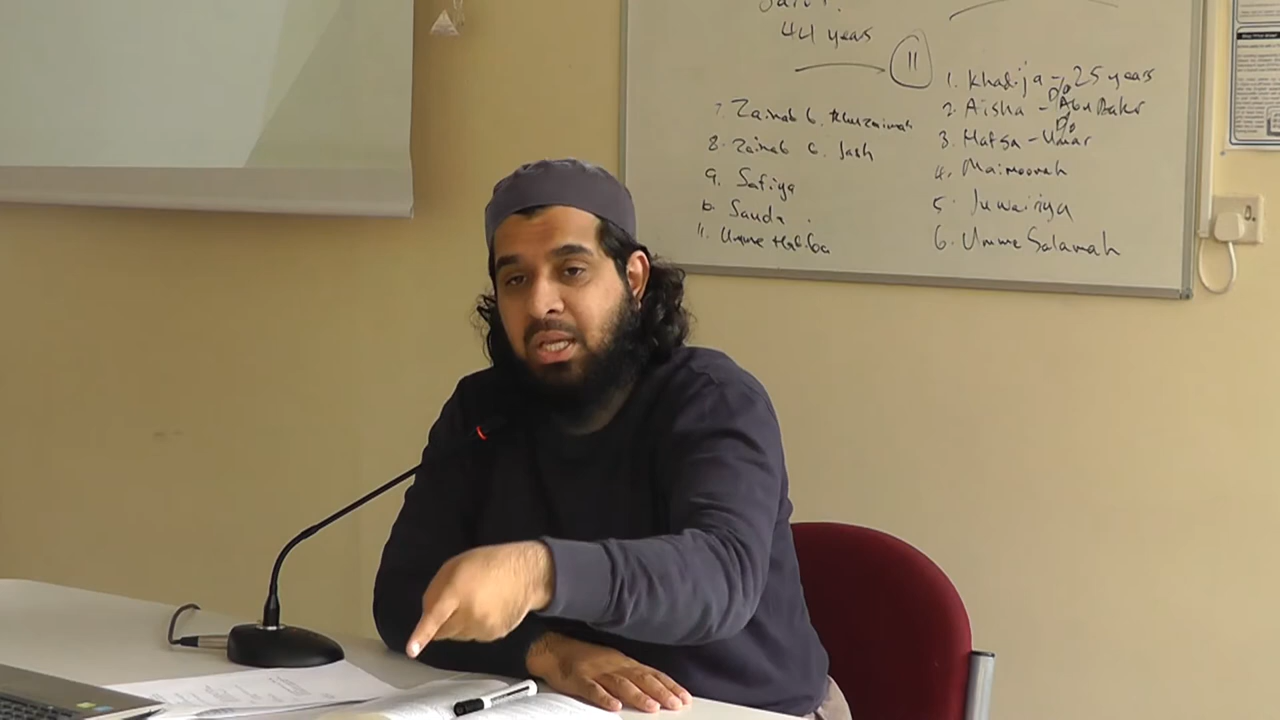 44 years
11
1. Khadija - 25 years
2. Aisha - D/o Abu Bakr
3. Hafsa - D/o Umar
4. Maimoonah
5. Juwairiya
6. Umme Salamah
7. Zainab b. Khuzaimah
8. Zainab b. Jash
9. Safiya
10. Sauda
11. Umme Habiba